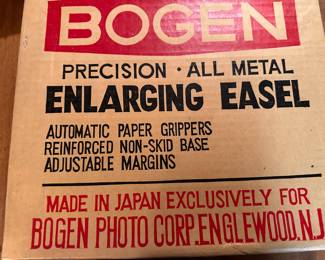 BOGEN
PRECISION · ALL METAL
ENLARGING EASEL
AUTOMATIC PAPER GRIPPERS
REINFORCED NON-SKID BASE
ADJUSTABLE MARGINS
MADE IN JAPAN EXCLUSIVELY FOR
BOGEN PHOTO CORP. ENGLEWOOD. N.J